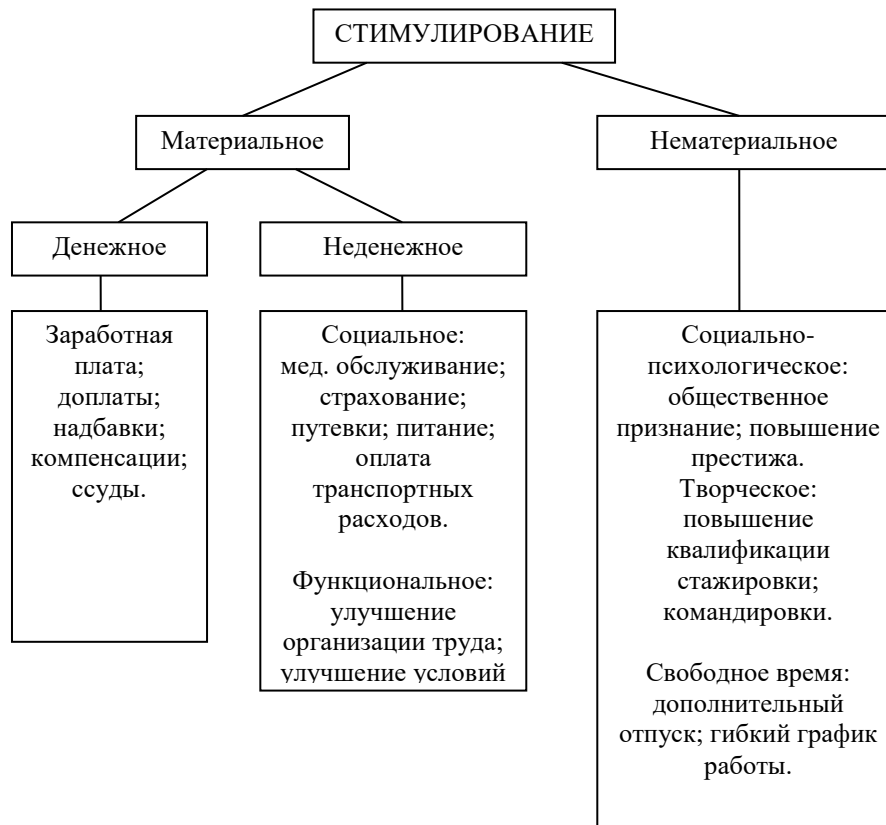 СТИМУЛИРОВАНИЕ
Материальное
Нематериальное
Денежное
Неденежное
Заработная
плата;
доплаты;
надбавки;
компенсации;
ссуды.
Социальное:
мед. обслуживание;
страхование;
путевки; питание;
оплата
транспортных
расходов.
Функциональное:
улучшение
организации труда;
улучшение условий
Социально-
психологическое:
общественное
признание; повышение
престижа.
Творческое:
повышение
квалификации
стажировки;
командировки.
Свободное время:
дополнительный
отпуск; гибкий график
работы.